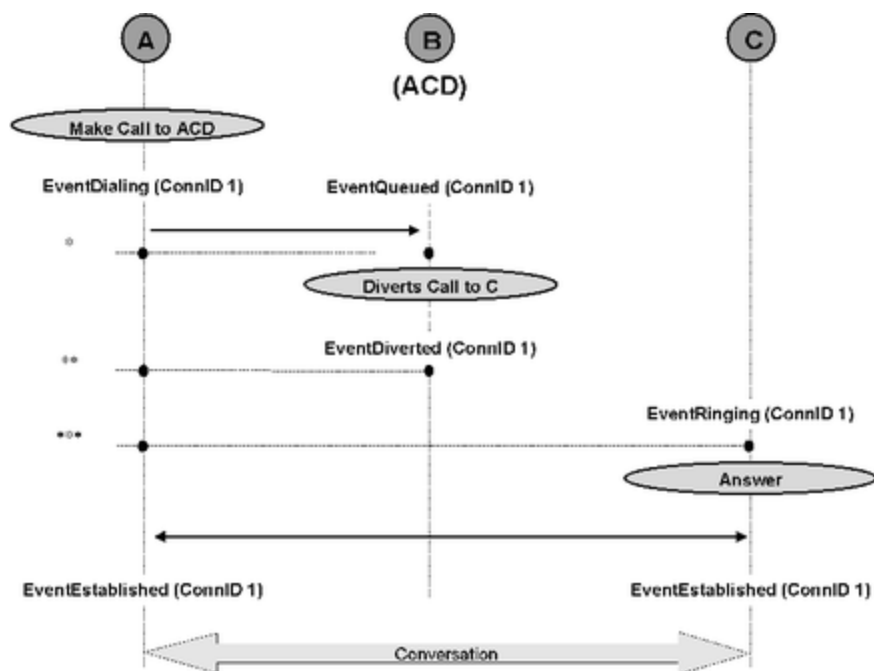 A B C
(ACD)
Make Call to ACD
EventDialing (ConnID 1) EventQueued (ConnID 1)
*
Diverts Call to C
EventDiverted (ConnID 1)
**
EventRinging (ConnID 1)
***
Answer
EventEstablished (ConnID 1) EventEstablished (ConnID 1)
Conversation